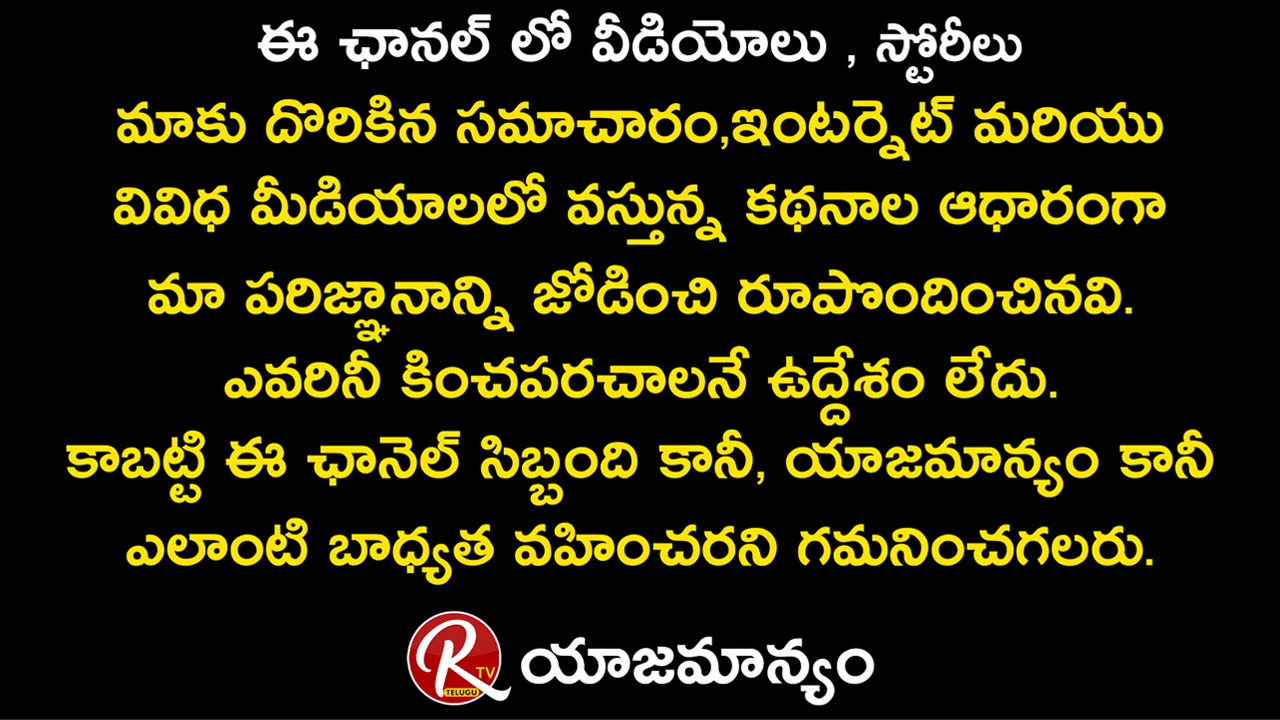 ఈ ఛానల్ లో వీడియోలు , స్టోరీలు
మాకు దొరికిన సమాచారం,ఇంటర్నెట్ మరియు
వివిధ మీడియాలలో వస్తున్న కథనాల ఆధారంగా
మా పరిజ్ఞానాన్ని జోడించి రూపొందించినవి.
ఎవరినీ కించపరచాలనే ఉద్దేశం లేదు.
కాబట్టి ఈ ఛానెల్ సిబ్బంది కానీ, యాజమాన్యం కానీ
ఎలాంటి బాధ్యత వహించరని గమనించగలరు.
R TV TELUGU యాజమాన్యం